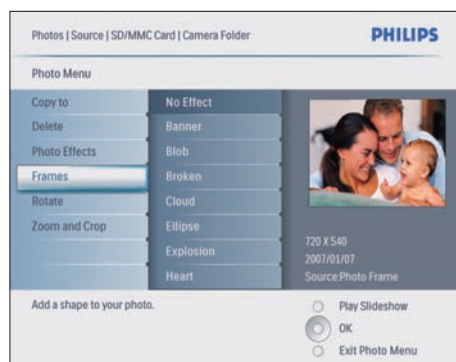 Photos | Source | SD/MMC Card | Camera Folder
PHILIPS
Photo Menu
Copy to
Delete
Photo Effects
Frames
Rotate
Zoom and Crop
No Effect
Banner
Blob
Broken
Cloud
Ellipse
Explosion
Heart
720 X 540
2007/01/07
Source:Photo Frame
Add a shape to your photo.
Play Slideshow
OK
Exit Photo Menu